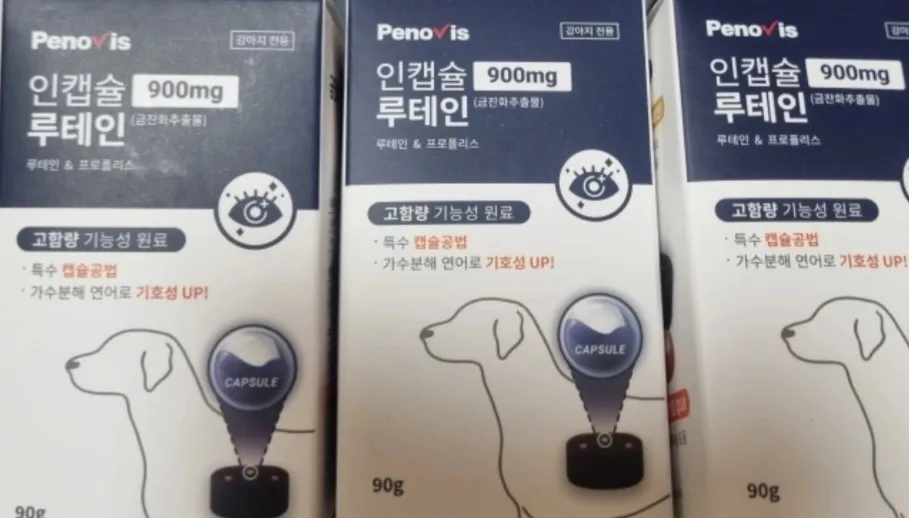 Penovis
강아지 전용
인캡슐 900mg
루테인 (금잔화추출물)
루테인 & 프로폴리스
고함량 기능성 원료
· 특수 캡슐공법
· 가수분해 연어로 기호성 UP!
CAPSULE
90g
Penovis
강아지 전용
인캡슐 900mg
루테인 (금잔화추출물)
루테인 & 프로폴리스
고함량 기능성 원료
· 특수 캡슐공법
· 가수분해 연어로 기호성 UP!
CAPSULE
90g
Penovis
인캡슐 900mg
루테인 (금잔화추출물)
루테인 & 프로폴리스
고함량 기능성 원료
· 특수 캡슐공법
· 가수분해 연어로 기호성 UP!
90g